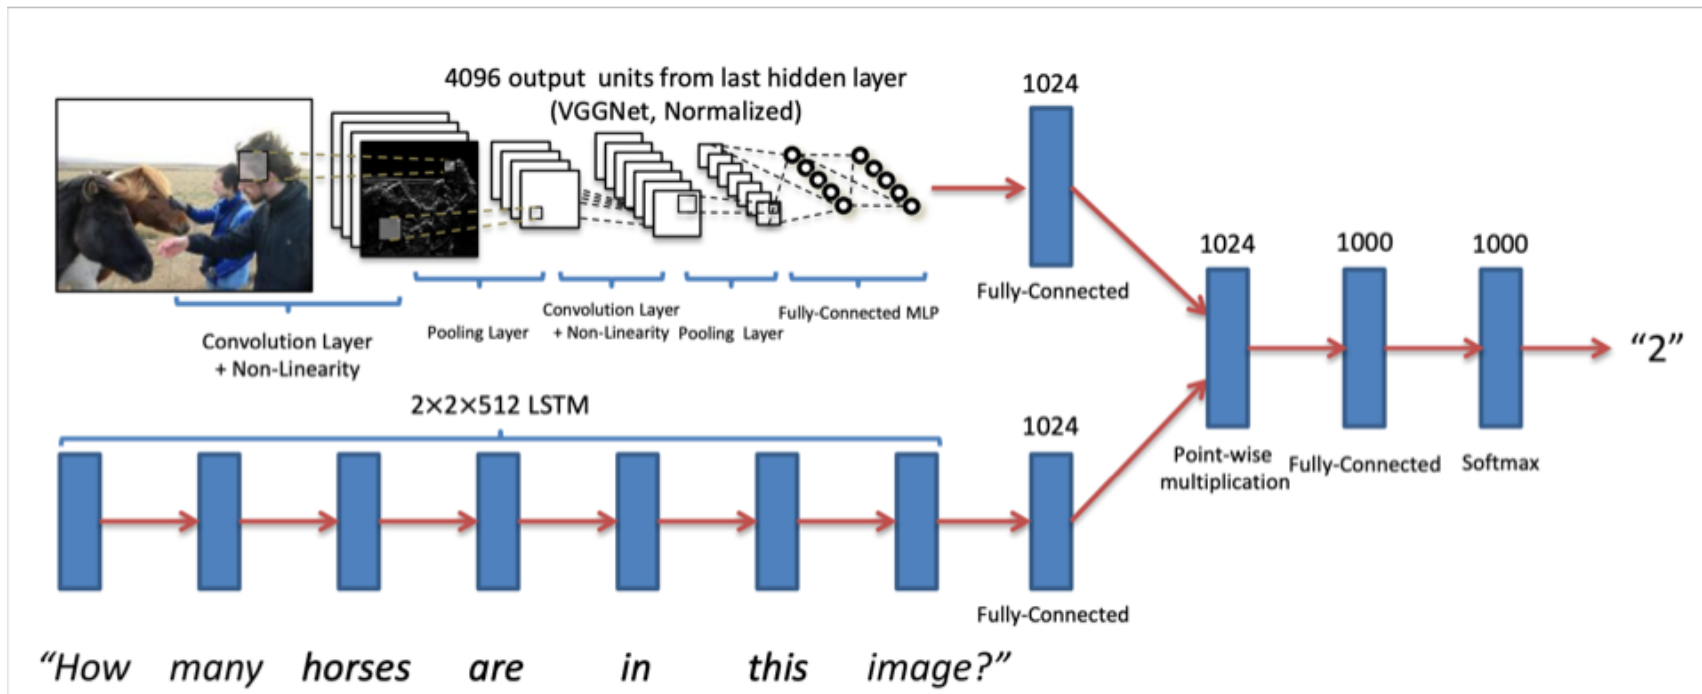 4096 output units from last hidden layer
(VGGNet, Normalized)
1024
Fully-Connected
Convolution Layer
+ Non-Linearity
Pooling Layer
Convolution Layer
+ Non-Linearity
Pooling Layer
Fully-Connected MLP
2×2×512 LSTM
1024
Fully-Connected
1024
Point-wise
multiplication
1000
Fully-Connected
1000
Softmax
“2”
“How many horses are in this image?”